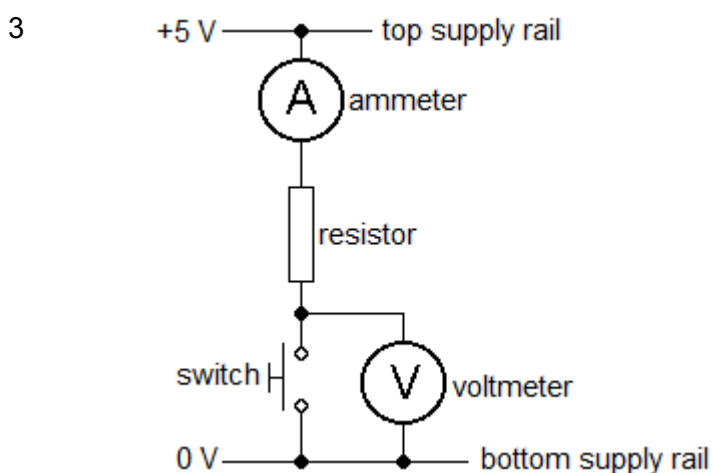 3
+5 V
top supply rail
A
ammeter
resistor
switch
V
voltmeter
0 V
bottom supply rail